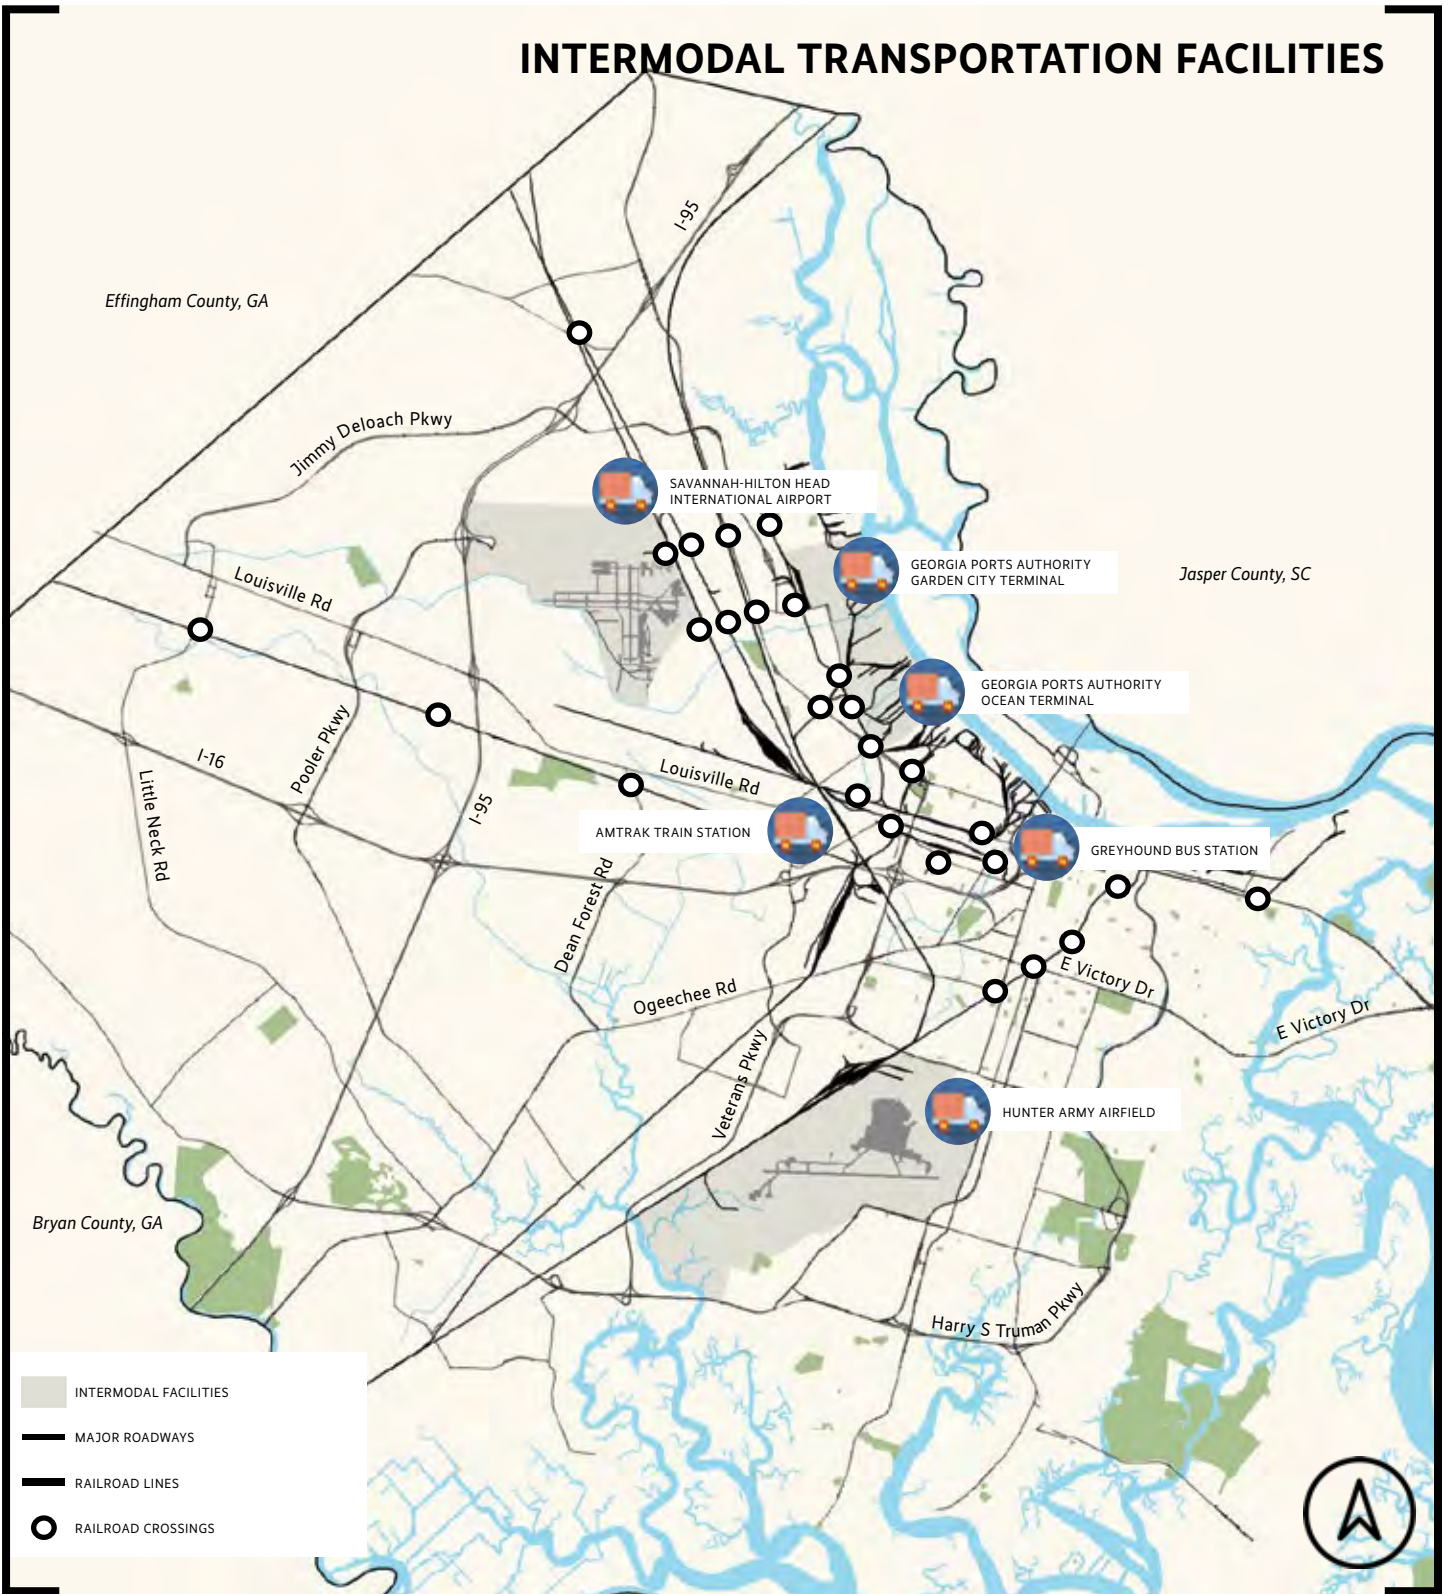 INTERMODAL TRANSPORTATION FACILITIES
I-95
Effingham County, GA
Jimmy Deloach Pkwy
SAVANNAH-HILTON HEAD
INTERNATIONAL AIRPORT
GEORGIA PORTS AUTHORITY
GARDEN CITY TERMINAL
Jasper County, SC
Louisville Rd
GEORGIA PORTS AUTHORITY
OCEAN TERMINAL
Pooler Pkwy
I-16
Louisville Rd
Little Neck Rd
I-95
AMTRAK TRAIN STATION
GREYHOUND BUS STATION
Dean Forest Rd
E Victory Dr
Ogeechee Rd
E Victory Dr
Veterans Pkwy
HUNTER ARMY AIRFIELD
Bryan County, GA
Harry S Truman Pkwy
INTERMODAL FACILITIES
MAJOR ROADWAYS
RAILROAD LINES
RAILROAD CROSSINGS